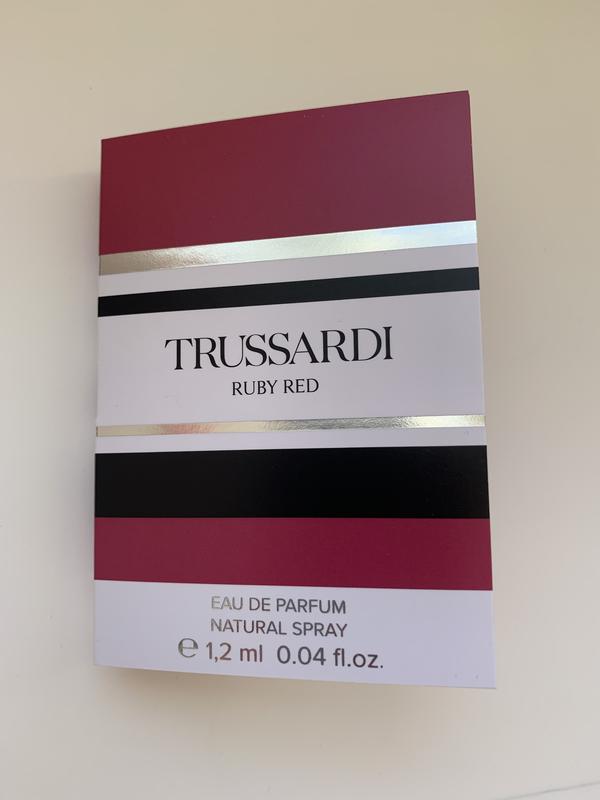 TRUSSARDI
RUBY RED
EAU DE PARFUM
NATURAL SPRAY
℮ 1,2 ml 0.04 fl.oz.